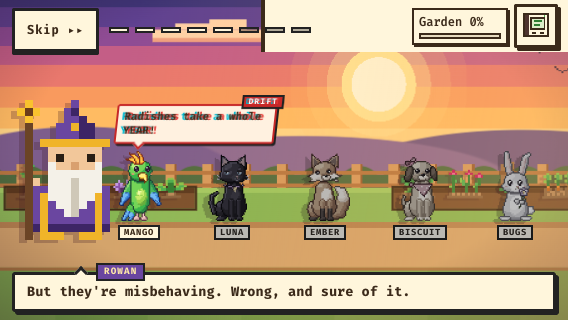 Skip ▸▸
Garden 0%
DRIFT
Radishes take a whole
YEAR!!
MANGO
LUNA
EMBER
BISCUIT
BUGS
ROWAN
But they're misbehaving. Wrong, and sure of it.